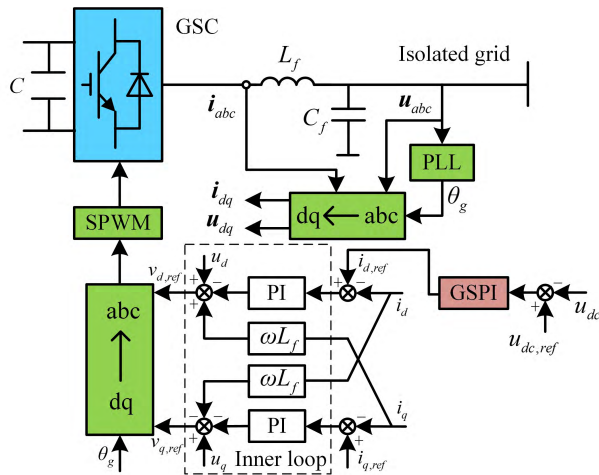 GSC
C
L_f
Isolated grid
i_abc
C_f
u_abc
PLL
θ_g
i_dq
u_dq
dq ← abc
SPWM
v_d,ref
u_d
+
−
+
PI
i_d,ref
+
−
i_d
GSPI
−
+
u_dc
u_dc,ref
abc
dq
ωL_f
ωL_f
v_q,ref
−
−
+
PI
−
+
i_q
θ_g
u_q
Inner loop
i_q,ref